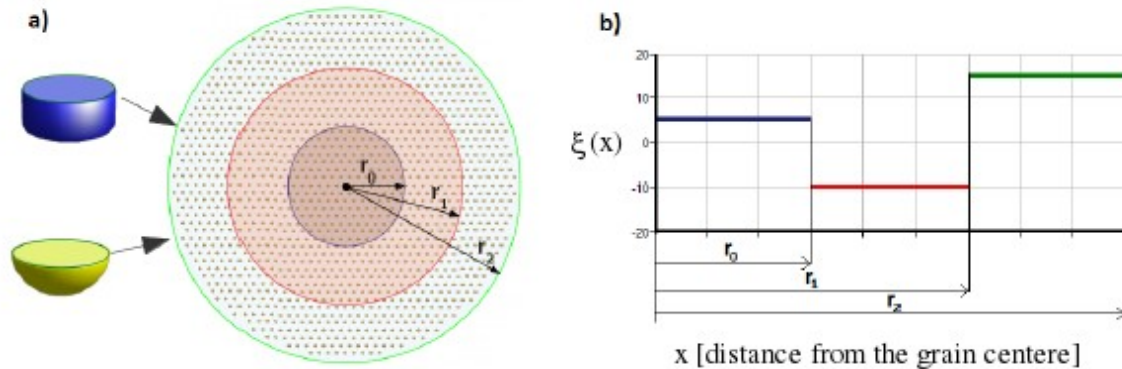 a)
r₀
r₁
r₂
b)
20
10
0
-10
-20
ξ(x)
r₀
r₁
r₂
x [distance from the grain centere]